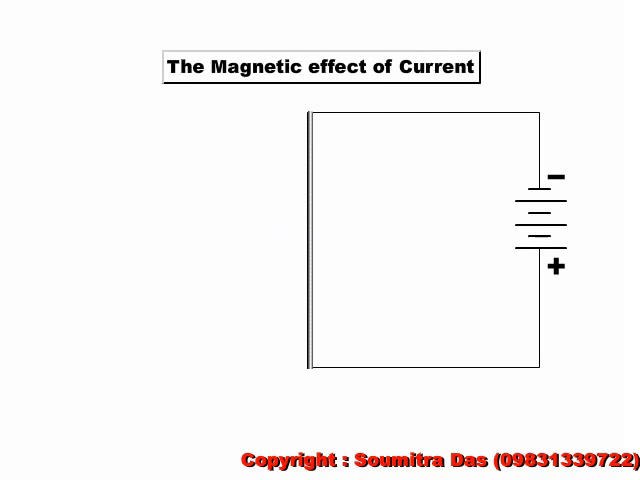 The Magnetic effect of Current
−
+
Copyright : Soumitra Das (09831339722)